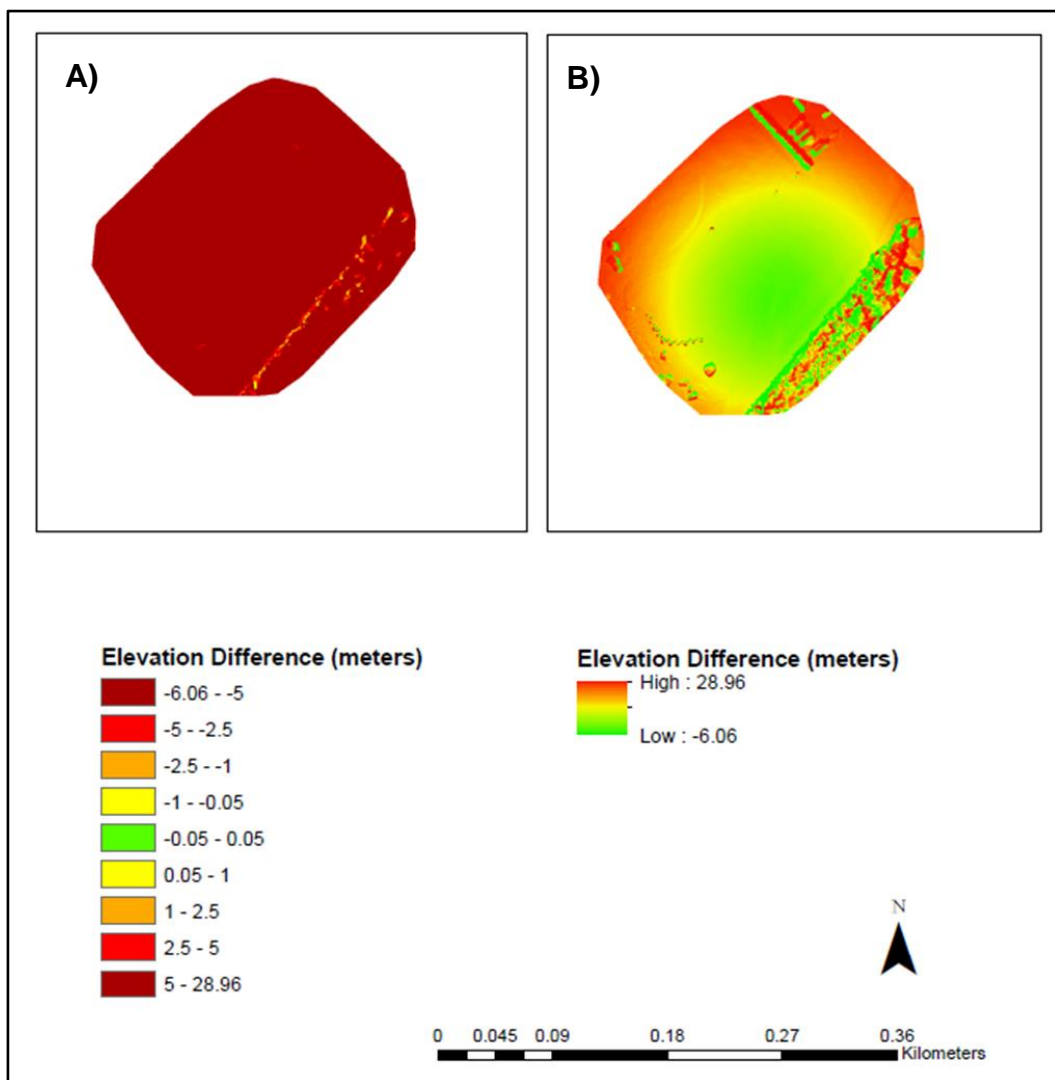 A)
B)
Elevation Difference (meters)
-6.06 - -5
-5 - -2.5
-2.5 - -1
-1 - -0.05
-0.05 - 0.05
0.05 - 1
1 - 2.5
2.5 - 5
5 - 28.96
Elevation Difference (meters)
High : 28.96
Low : -6.06
N
0 0.045 0.09 0.18 0.27 0.36
Kilometers